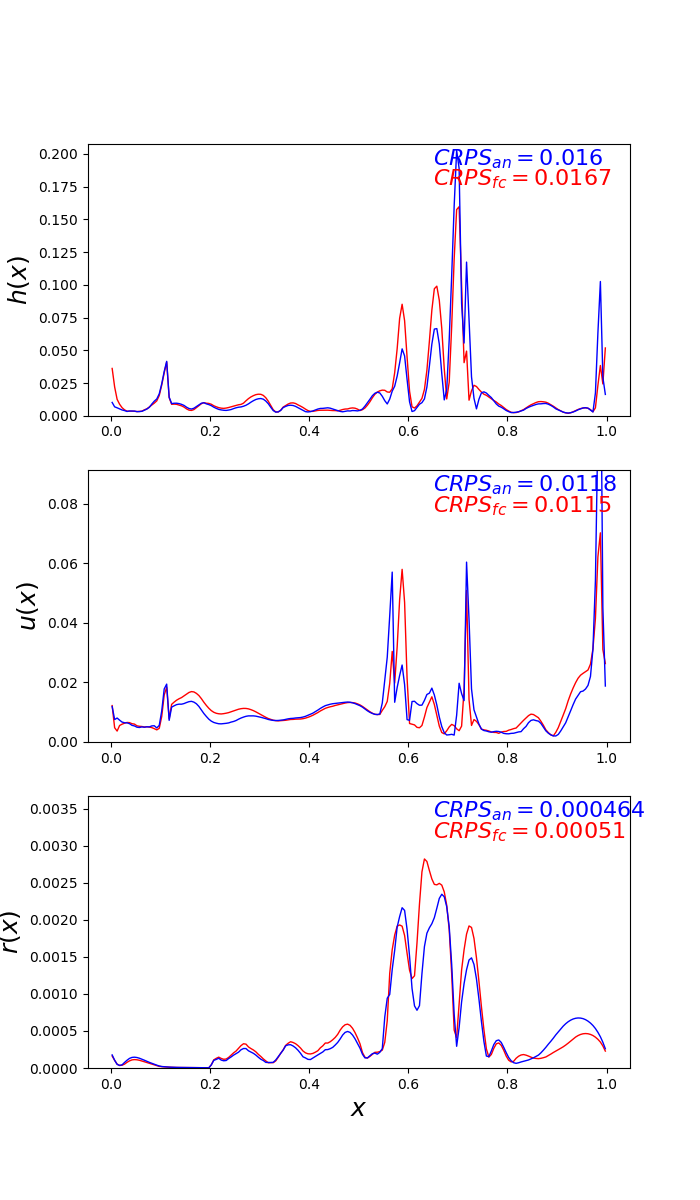 CRPS_an = 0.016
CRPS_fc = 0.0167
h(x)
0.200
0.175
0.150
0.125
0.100
0.075
0.050
0.025
0.000
0.0 0.2 0.4 0.6 0.8 1.0
CRPS_an = 0.0118
CRPS_fc = 0.0115
u(x)
0.08
0.06
0.04
0.02
0.00
0.0 0.2 0.4 0.6 0.8 1.0
CRPS_an = 0.000464
CRPS_fc = 0.00051
r(x)
0.0035
0.0030
0.0025
0.0020
0.0015
0.0010
0.0005
0.0000
0.0 0.2 0.4 0.6 0.8 1.0
x